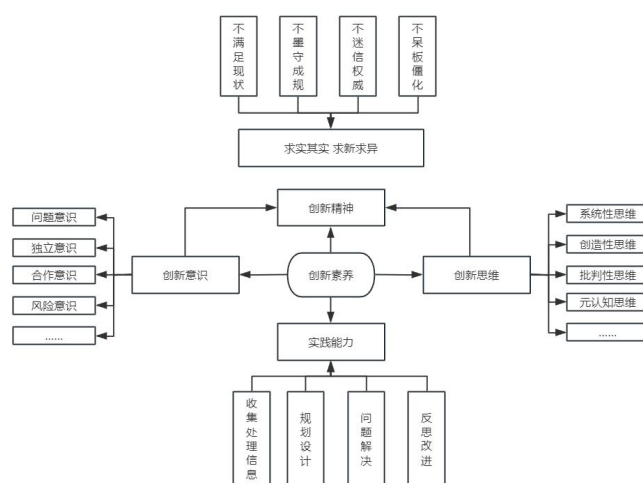 不满足现状
不墨守成规
不迷信权威
不呆板僵化
求实其实 求新求异
创新精神
问题意识
独立意识
合作意识
风险意识
……
创新意识
创新素养
创新思维
系统性思维
创造性思维
批判性思维
元认知思维
……
实践能力
收集处理信息
规划设计
问题解决
反思改进